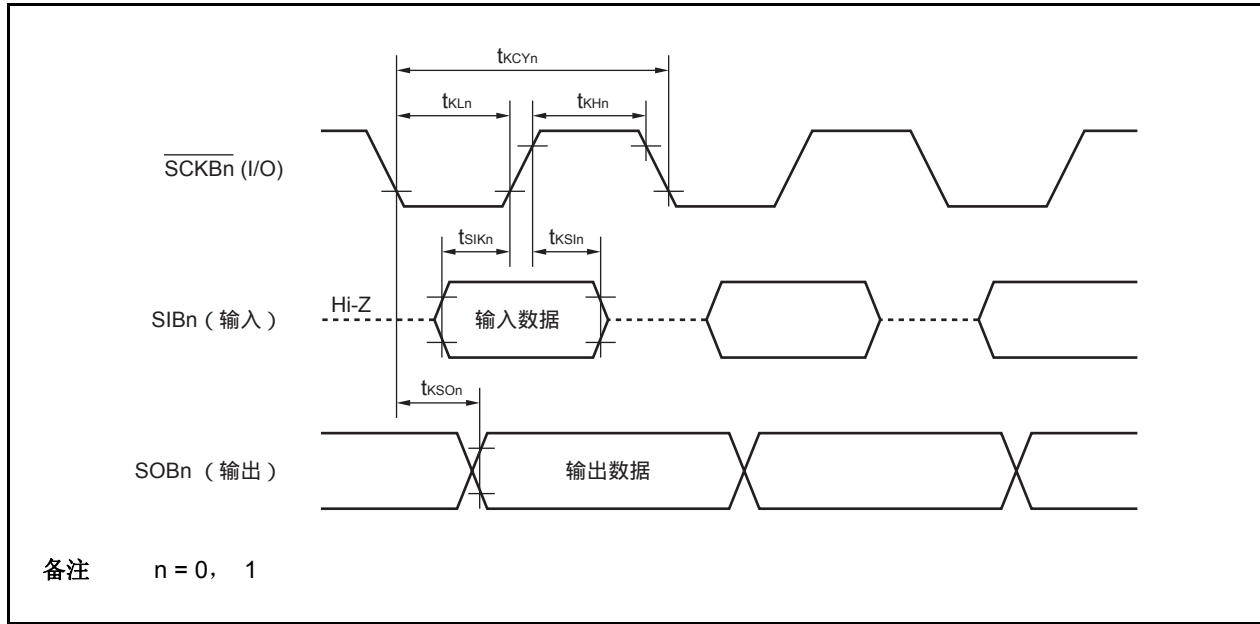 tKCYn
tKLn
tKHn
SCKBn (I/O)
tSIKn
tKSIn
Hi-Z
SIBn（输入）
输入数据
tKSOn
SOBn （输出）
输出数据
备注 n = 0， 1